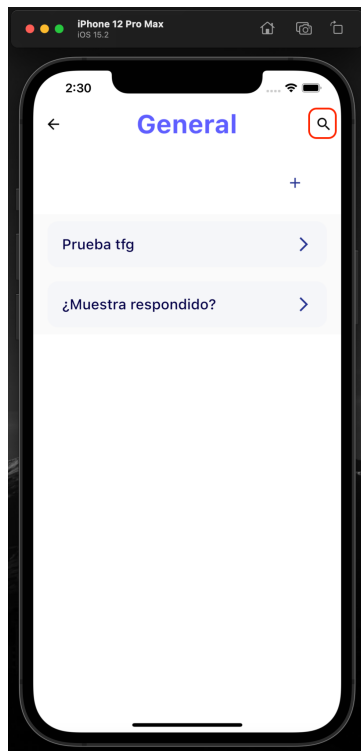 iPhone 12 Pro Max
iOS 15.2
2:30
General
+
Prueba tfg
¿Muestra respondido?